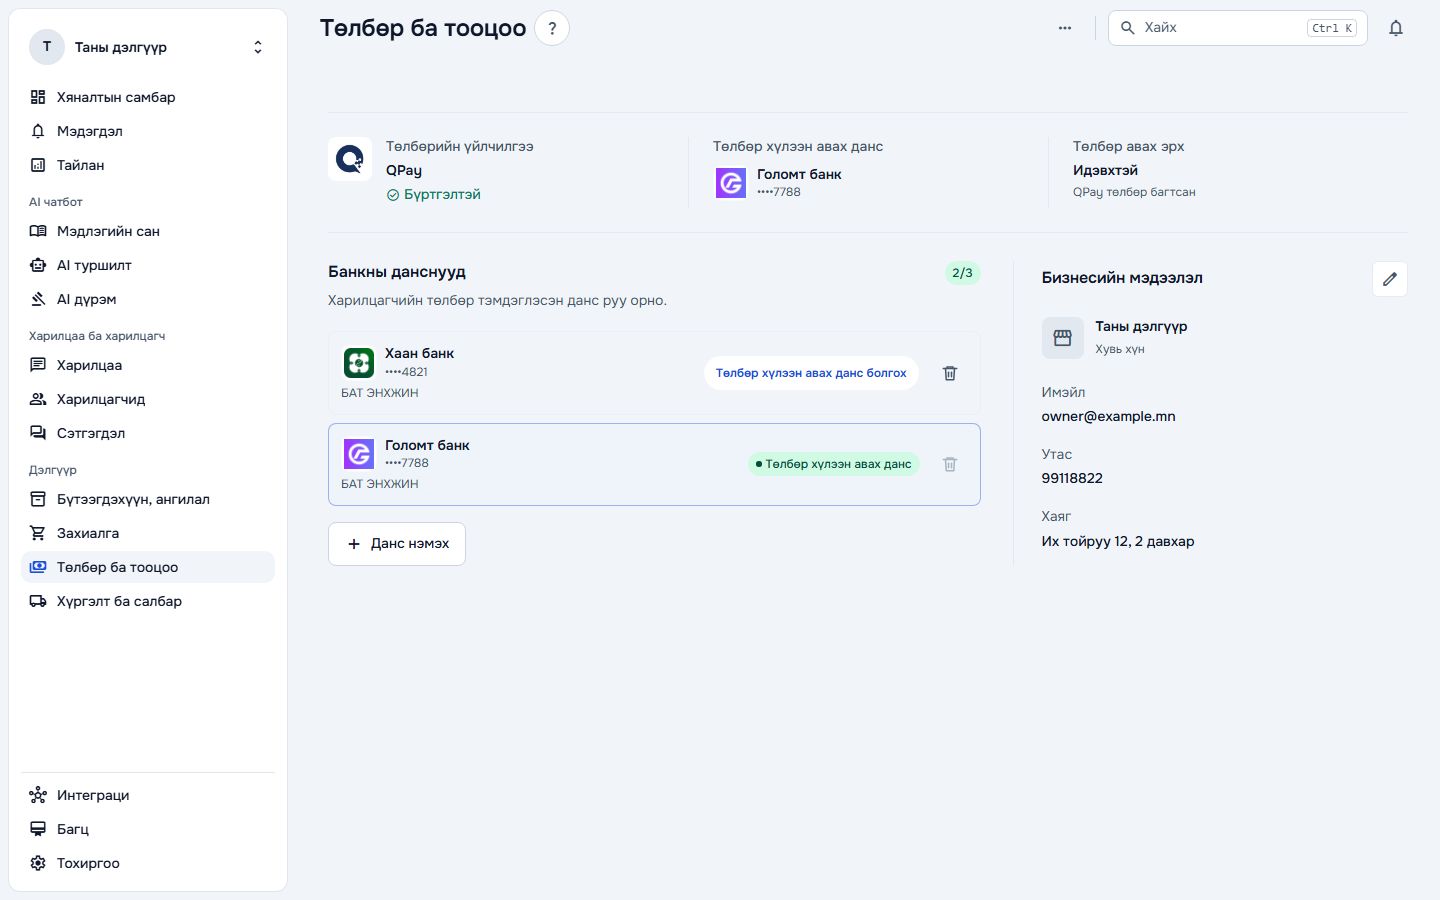 Т Таны дэлгүүр
Хяналтын самбар
Мэдэгдэл
Тайлан
AI чатбот
Мэдлэгийн сан
AI туршилт
AI дүрэм
Харилцаа ба харилцагч
Харилцаа
Харилцагчид
Сэтгэгдэл
Дэлгүүр
Бүтээгдэхүүн, ангилал
Захиалга
Төлбөр ба тооцоо
Хүргэлт ба салбар
Интеграци
Багц
Тохиргоо
Төлбөр ба тооцоо ?
Хайх Ctrl K
Төлбөрийн үйлчилгээ
QPay
Бүртгэлтэй
Төлбөр хүлээн авах данс
Голомт банк
••••7788
Төлбөр авах эрх
Идэвхтэй
QPay төлбөр багтсан
Банкны данснууд 2/3
Харилцагчийн төлбөр тэмдэглэсэн данс руу орно.
Хаан банк
••••4821
БАТ ЭНХЖИН
Төлбөр хүлээн авах данс болгох
Голомт банк
••••7788
БАТ ЭНХЖИН
Төлбөр хүлээн авах данс
+ Данс нэмэх
Бизнесийн мэдээлэл
Таны дэлгүүр
Хувь хүн
Имэйл
owner@example.mn
Утас
99118822
Хаяг
Их тойруу 12, 2 давхар